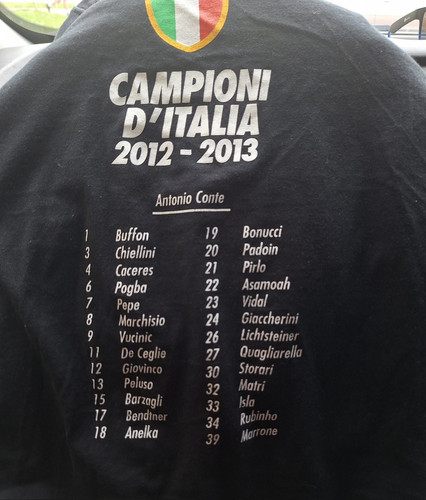 CAMPIONI
D'ITALIA
2012 - 2013
Antonio Conte
1 Buffon
3 Chiellini
4 Caceres
6 Pogba
7 Pepe
8 Marchisio
9 Vucinic
11 De Ceglie
12 Giovinco
13 Peluso
15 Barzagli
17 Bendtner
18 Anelka
19 Bonucci
20 Padoin
21 Pirlo
22 Asamoah
23 Vidal
24 Giaccherini
26 Lichtsteiner
27 Quagliarella
30 Storari
32 Matri
33 Isla
34 Rubinho
39 Marrone